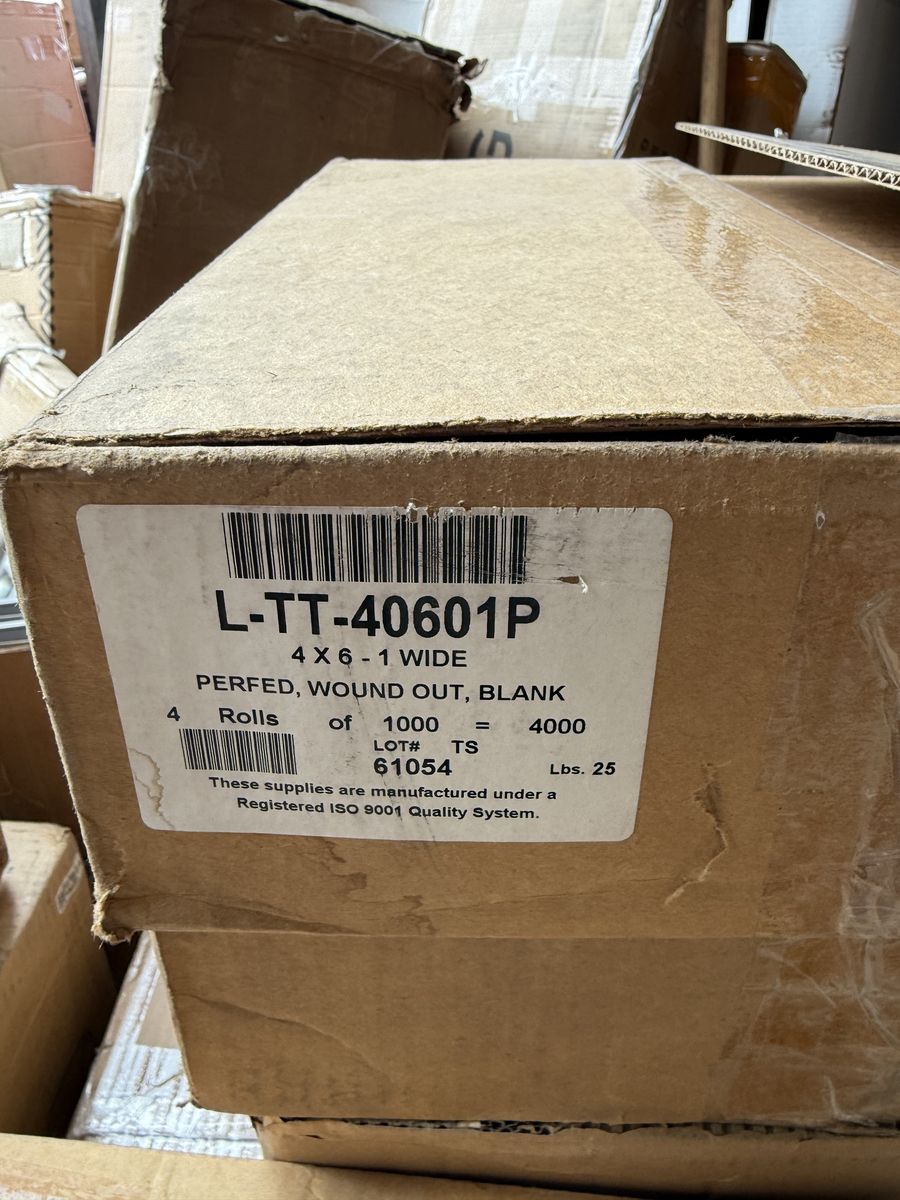 L-TT-40601P
4 X 6 - 1 WIDE
PERFED, WOUND OUT, BLANK
4 Rolls of 1000 = 4000
LOT# TS
61054 Lbs. 25
These supplies are manufactured under a
Registered ISO 9001 Quality System.